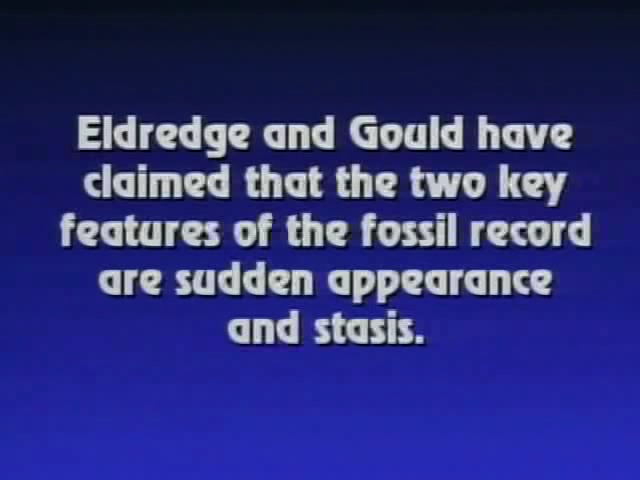 Eldredge and Gould have
claimed that the two key
features of the fossil record
are sudden appearance
and stasis.